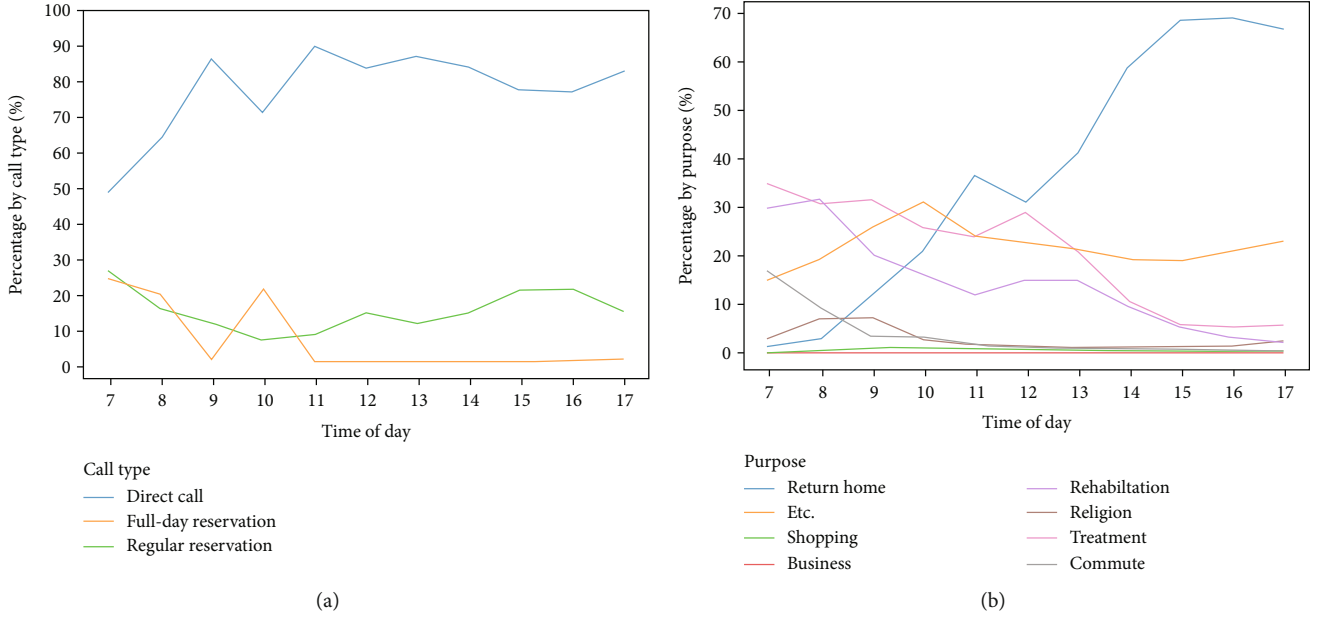 100
90
80
70
60
50
40
30
20
10
0
Percentage by call type (%)
7 8 9 10 11 12 13 14 15 16 17
Time of day
Call type
Direct call
Full-day reservation
Regular reservation
(a)
70
60
50
40
30
20
10
0
Percentage by purpose (%)
7 8 9 10 11 12 13 14 15 16 17
Time of day
Purpose
Return home
Etc.
Shopping
Business
Rehabiltation
Religion
Treatment
Commute
(b)